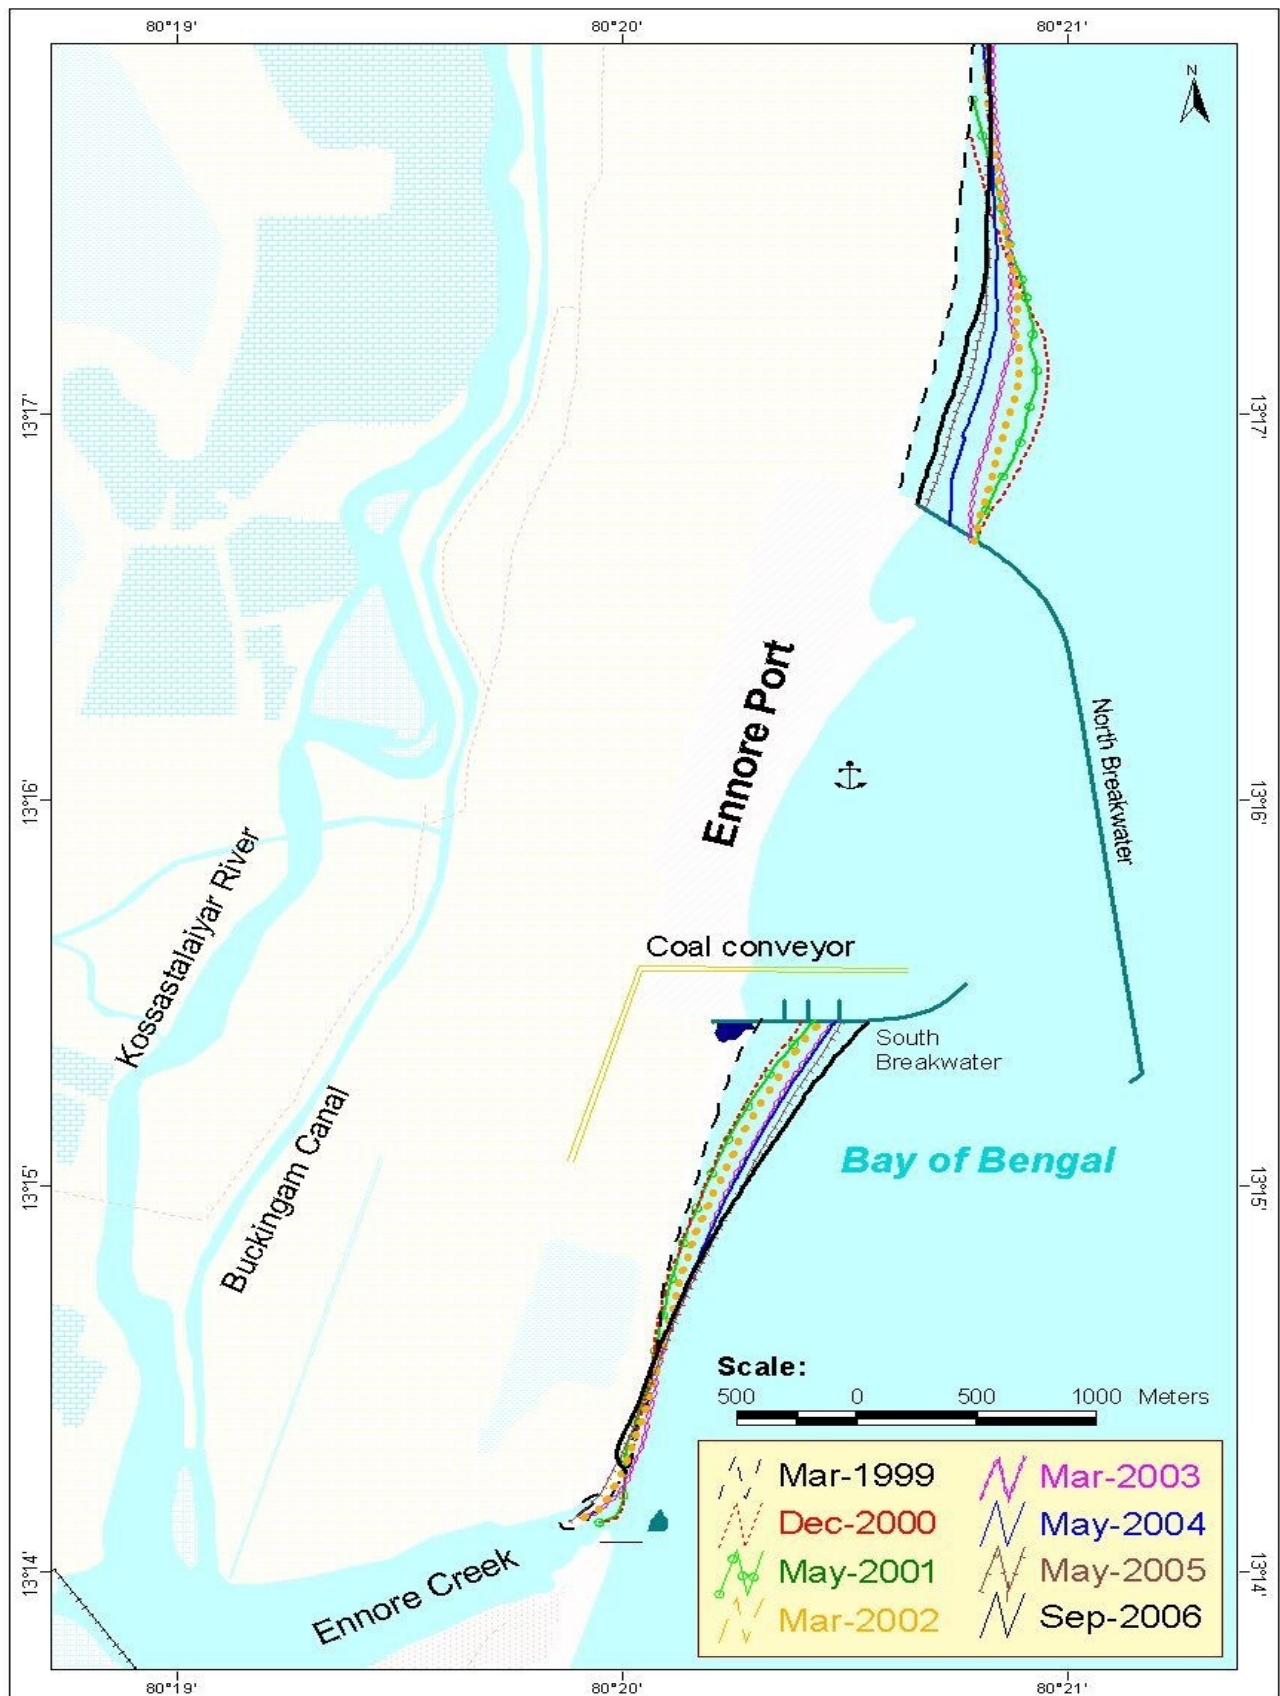 80°19'
80°20'
80°21'
N
13°17'
13°17'
Ennore Port
North Breakwater
13°16'
13°16'
Kossastalaiyar River
Coal conveyor
South
Breakwater
Buckingam Canal
Bay of Bengal
13°15'
13°15'
Scale:
500 0 500 1000 Meters
Mar-1999
Dec-2000
May-2001
Mar-2002
Mar-2003
May-2004
May-2005
Sep-2006
Ennore Creek
13°14'
13°14'
80°19'
80°20'
80°21'